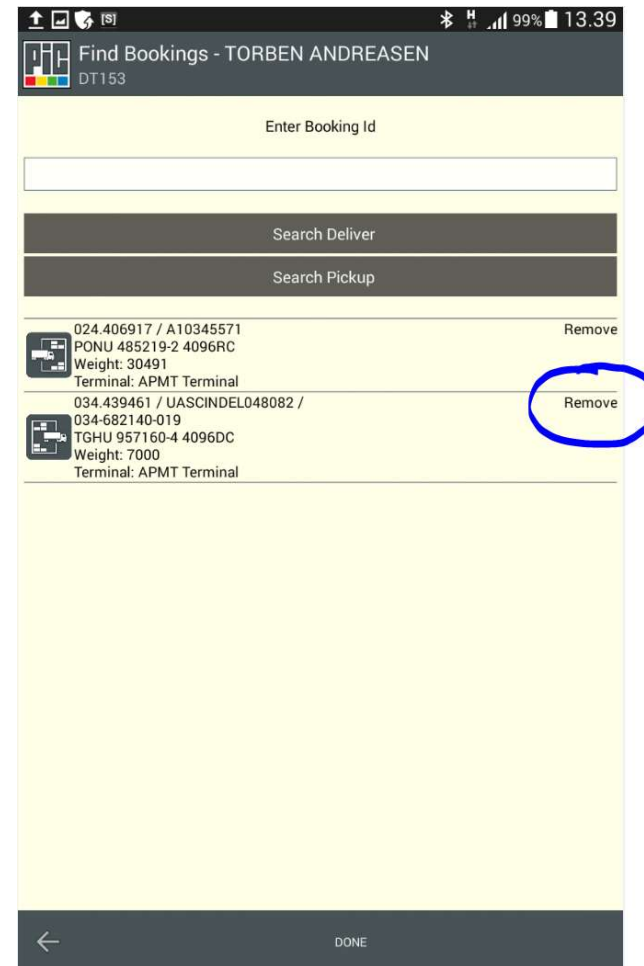 99% 13.39
Find Bookings - TORBEN ANDREASEN
DT153
Enter Booking Id
Search Deliver
Search Pickup
024.406917 / A10345571
Remove
PONU 485219-2 4096RC
Weight: 30491
Terminal: APMT Terminal
034.439461 / UASCINDEL048082 /
Remove
034-682140-019
TGHU 957160-4 4096DC
Weight: 7000
Terminal: APMT Terminal
DONE